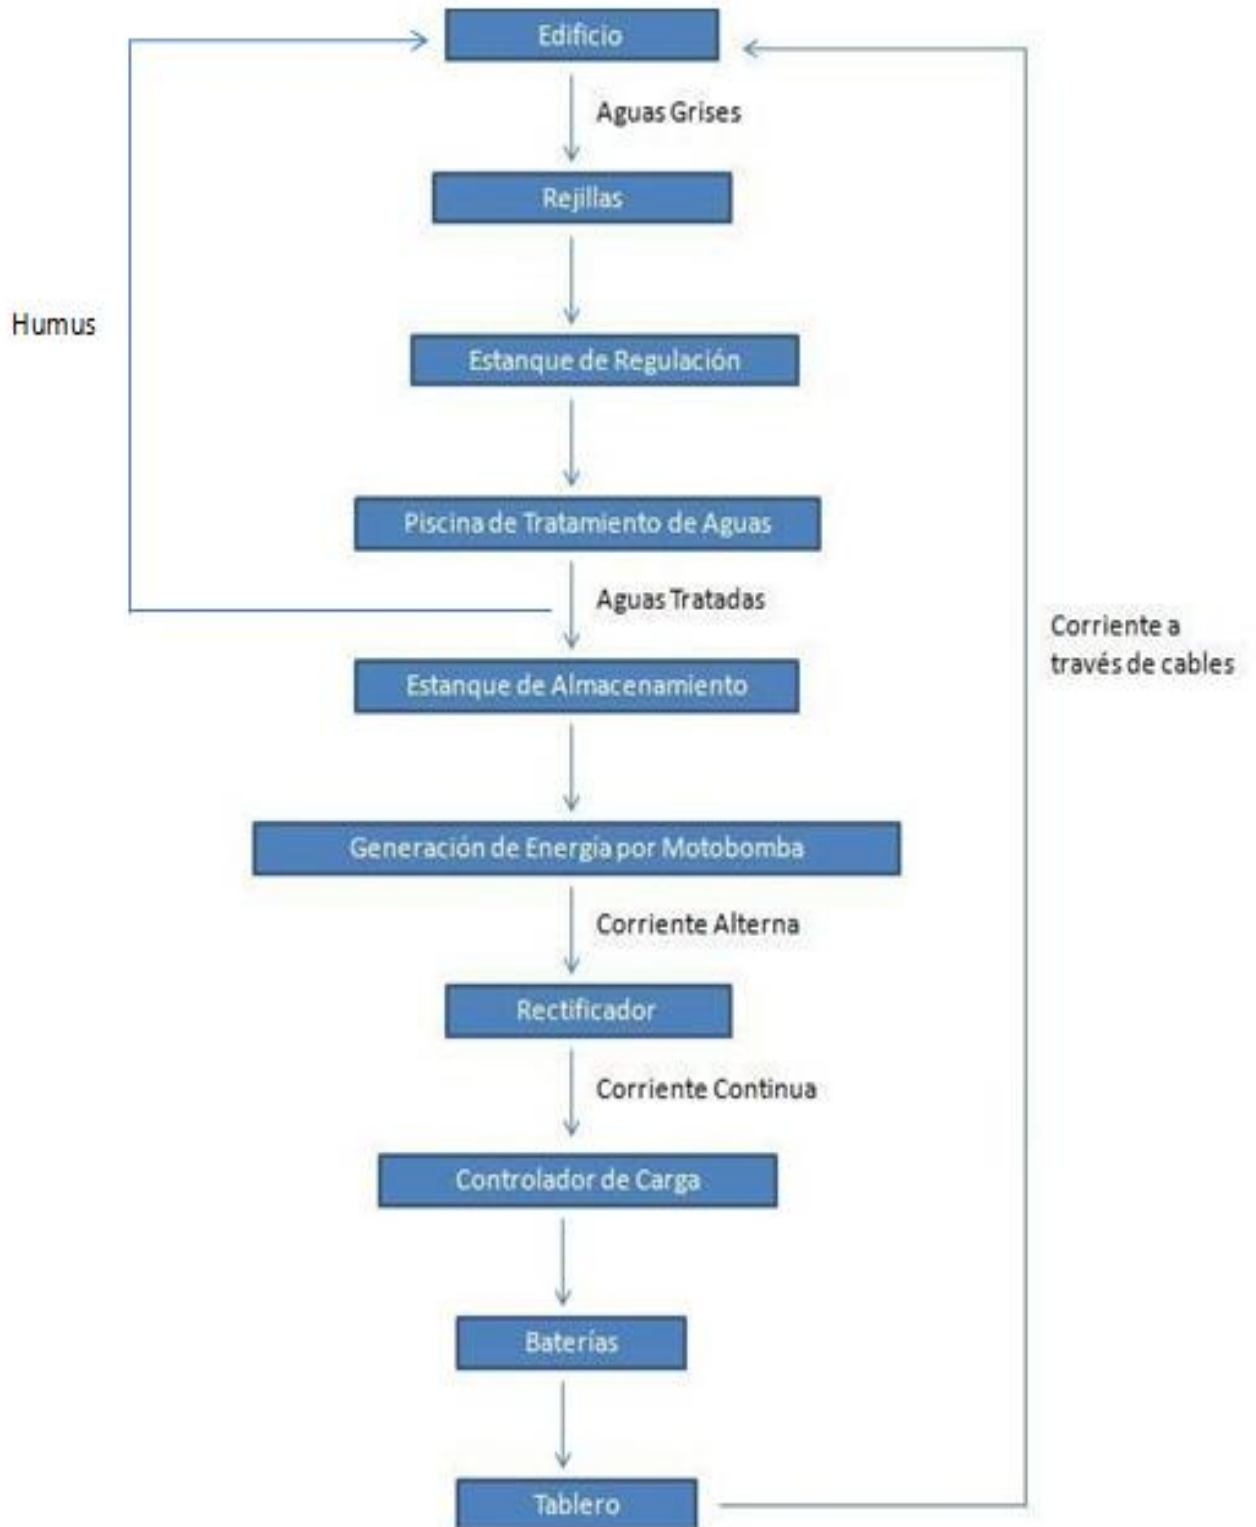 Edificio
Aguas Grises
Rejillas
Humus
Estanque de Regulación
Piscina de Tratamiento de Aguas
Aguas Tratadas
Corriente a
través de cables
Estanque de Almacenamiento
Generación de Energía por Motobomba
Corriente Alterna
Rectificador
Corriente Continua
Controlador de Carga
Baterías
Tablero